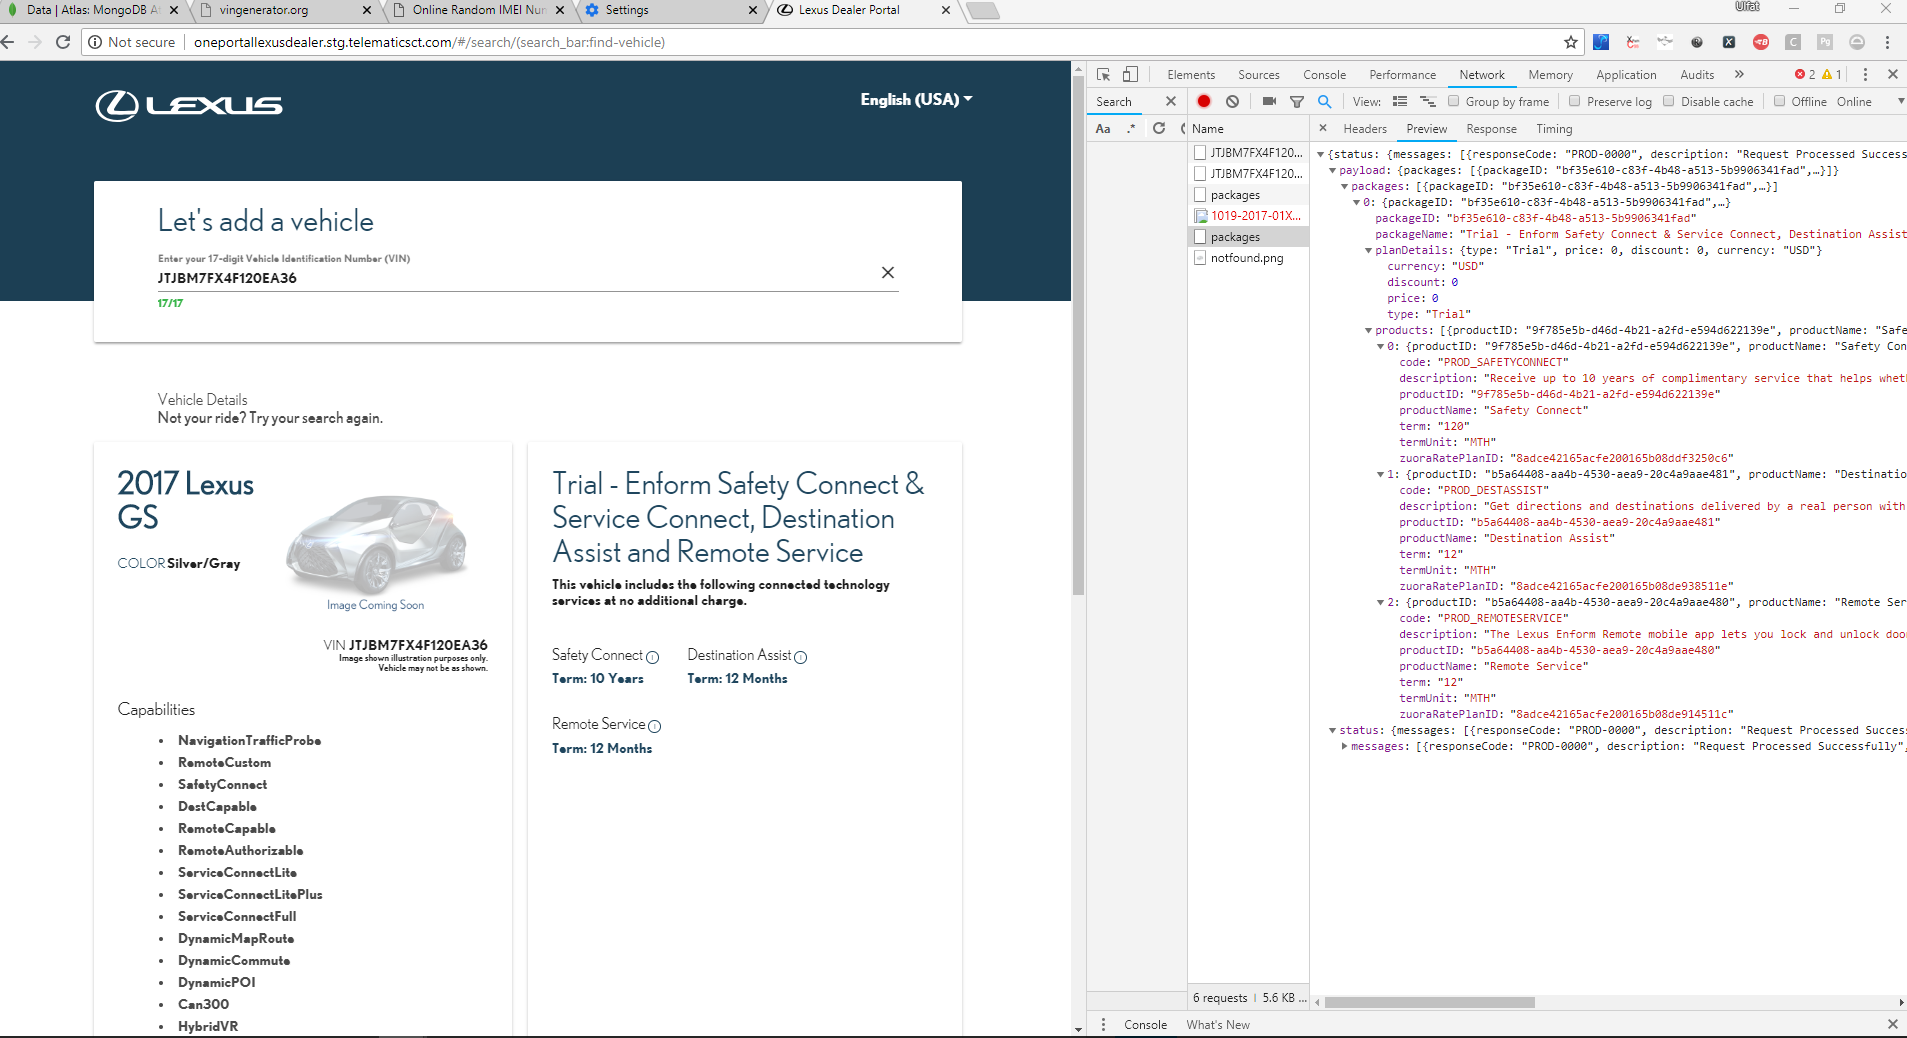 Data | Atlas: MongoDB At
vingenerator.org
Online Random IMEI Nun
Settings
Lexus Dealer Portal
Ulfat
Not secure | oneportallexusdealer.stg.telematicsct.com/#/search/(search_bar:find-vehicle)
LEXUS
English (USA)
Let's add a vehicle
Enter your 17-digit Vehicle Identification Number (VIN)
JTJBM7FX4F120EA36
17/17
Vehicle Details
Not your ride? Try your search again.
2017 Lexus
GS
COLOR Silver/Gray
Image Coming Soon
VIN JTJBM7FX4F120EA36
Image shown illustration purposes only.
Vehicle may not be as shown.
Capabilities
NavigationTrafficProbe
RemoteCustom
SafetyConnect
DestCapable
RemoteCapable
RemoteAuthorizable
ServiceConnectLite
ServiceConnectLitePlus
ServiceConnectFull
DynamicMapRoute
DynamicCommute
DynamicPOI
Can300
HybridVR
Trial - Enform Safety Connect &
Service Connect, Destination
Assist and Remote Service
This vehicle includes the following connected technology
services at no additional charge.
Safety Connect
Term: 10 Years
Destination Assist
Term: 12 Months
Remote Service
Term: 12 Months
Elements Sources Console Performance Network Memory Application Audits » 2 1
Search
View: Group by frame Preserve log Disable cache Offline Online
Aa .*
Name
JTJBM7FX4F120...
JTJBM7FX4F120...
packages
1019-2017-01X...
packages
notfound.png
6 requests | 5.6 KB ...
Headers Preview Response Timing
{status: {messages: [{responseCode: "PROD-0000", description: "Request Processed Success
payload: {packages: [{packageID: "bf35e610-c83f-4b48-a513-5b9906341fad",…}]}
packages: [{packageID: "bf35e610-c83f-4b48-a513-5b9906341fad",…}]
0: {packageID: "bf35e610-c83f-4b48-a513-5b9906341fad",…}
packageID: "bf35e610-c83f-4b48-a513-5b9906341fad"
packageName: "Trial - Enform Safety Connect & Service Connect, Destination Assist
planDetails: {type: "Trial", price: 0, discount: 0, currency: "USD"}
currency: "USD"
discount: 0
price: 0
type: "Trial"
products: [{productID: "9f785e5b-d46d-4b21-a2fd-e594d622139e", productName: "Safe
0: {productID: "9f785e5b-d46d-4b21-a2fd-e594d622139e", productName: "Safety Con
code: "PROD_SAFETYCONNECT"
description: "Receive up to 10 years of complimentary service that helps wheth
productID: "9f785e5b-d46d-4b21-a2fd-e594d622139e"
productName: "Safety Connect"
term: "120"
termUnit: "MTH"
zuoraRatePlanID: "8adce42165acfe200165b08ddf3250c6"
1: {productID: "b5a64408-aa4b-4530-aea9-20c4a9aae481", productName: "Destinatio
code: "PROD_DESTASSIST"
description: "Get directions and destinations delivered by a real person with
productID: "b5a64408-aa4b-4530-aea9-20c4a9aae481"
productName: "Destination Assist"
term: "12"
termUnit: "MTH"
zuoraRatePlanID: "8adce42165acfe200165b08de938511e"
2: {productID: "b5a64408-aa4b-4530-aea9-20c4a9aae480", productName: "Remote Ser
code: "PROD_REMOTESERVICE"
description: "The Lexus Enform Remote mobile app lets you lock and unlock doo
productID: "b5a64408-aa4b-4530-aea9-20c4a9aae480"
productName: "Remote Service"
term: "12"
termUnit: "MTH"
zuoraRatePlanID: "8adce42165acfe200165b08de914511c"
status: {messages: [{responseCode: "PROD-0000", description: "Request Processed Success
messages: [{responseCode: "PROD-0000", description: "Request Processed Successfully",
Console What's New